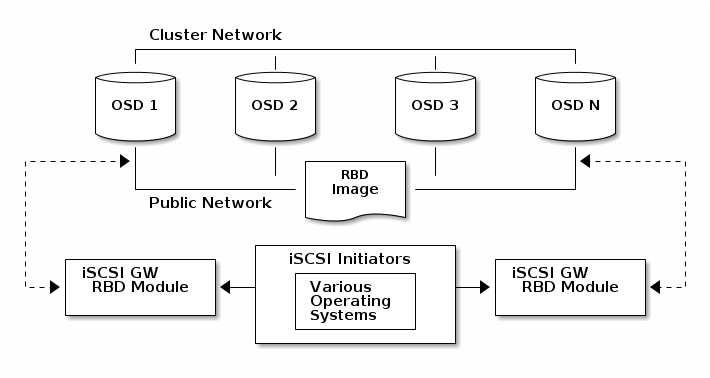 Cluster Network
OSD 1
OSD 2
OSD 3
OSD N
RBD
Image
Public Network
iSCSI GW
RBD Module
iSCSI Initiators
Various
Operating
Systems
iSCSI GW
RBD Module